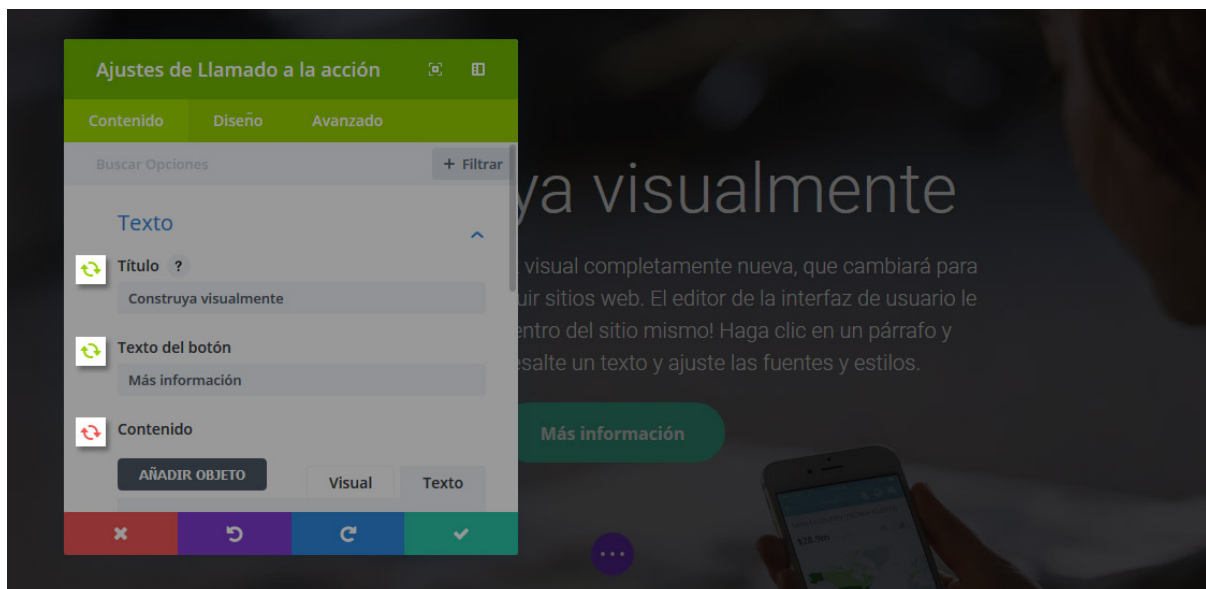 Ajustes de Llamado a la acción
Contenido Diseño Avanzado
Buscar Opciones + Filtrar
Texto
Título ?
Construya visualmente
Texto del botón
Más información
Contenido
AÑADIR OBJETO Visual Texto
ya visualmente
visual completamente nueva, que cambiará para
uir sitios web. El editor de la interfaz de usuario le
entro del sitio mismo! Haga clic en un párrafo y
esalte un texto y ajuste las fuentes y estilos.
Más información
$28.9m